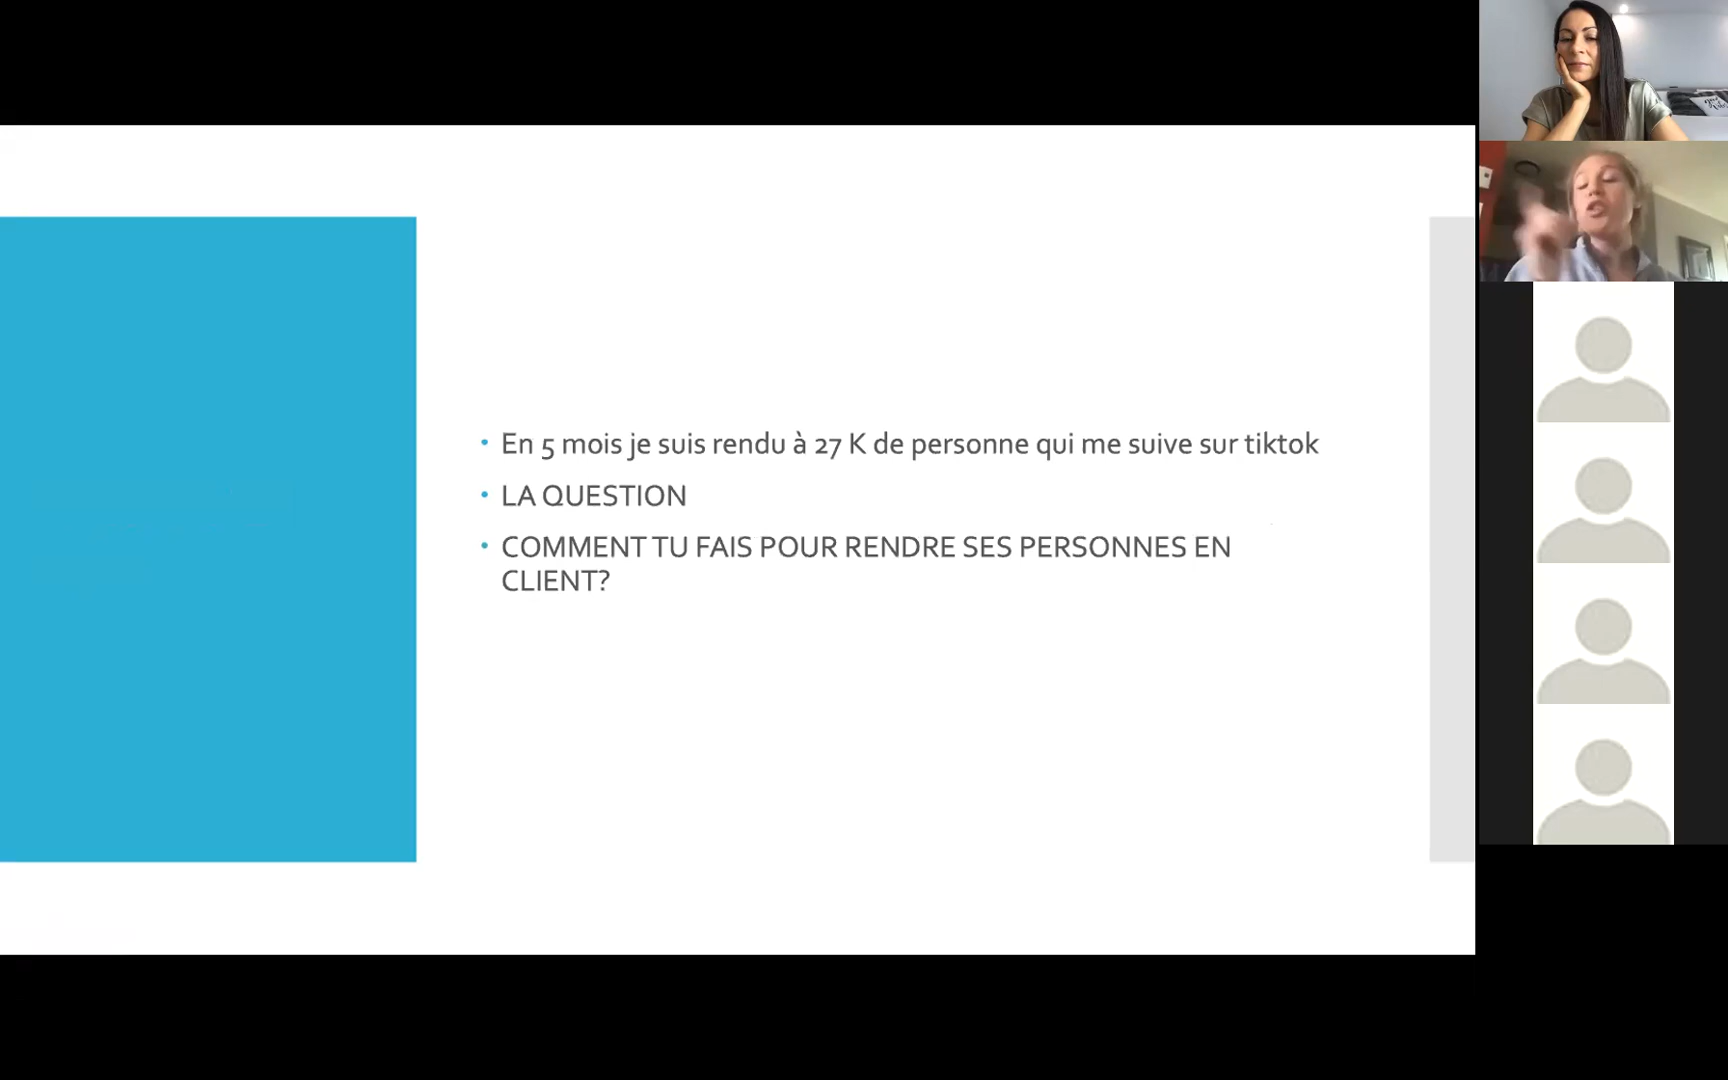 En 5 mois je suis rendu à 27 K de personne qui me suive sur tiktok
LA QUESTION
COMMENT TU FAIS POUR RENDRE SES PERSONNES EN
CLIENT?